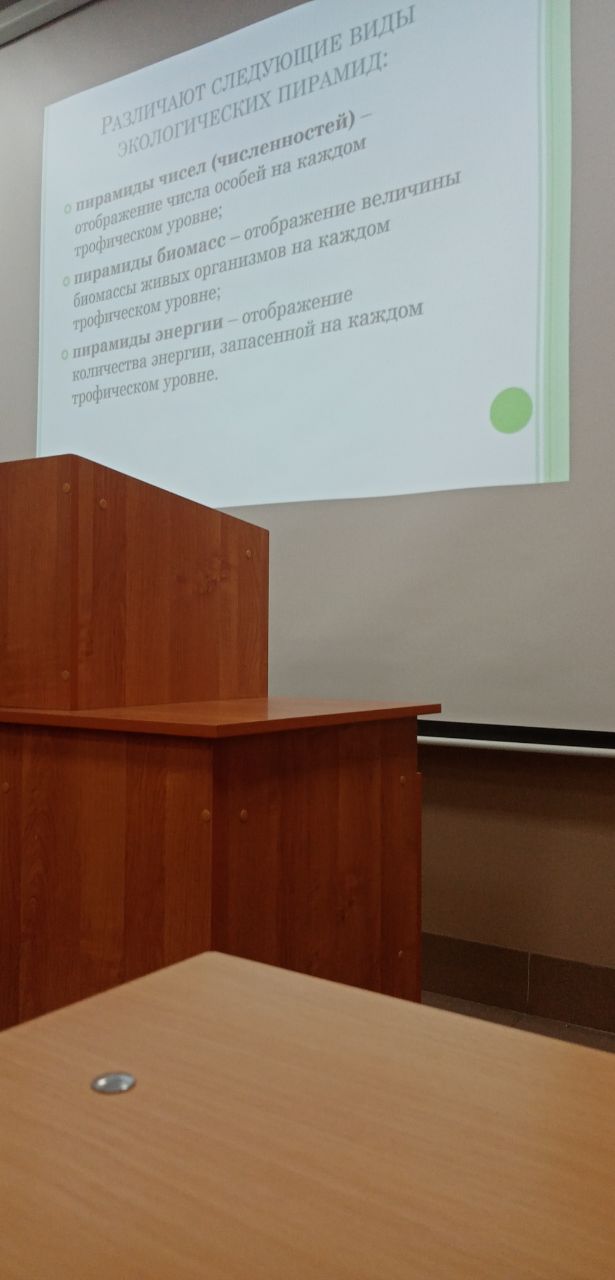 РАЗЛИЧАЮТ СЛЕДУЮЩИЕ ВИДЫ
ЭКОЛОГИЧЕСКИХ ПИРАМИД:
пирамиды чисел (численностей) –
отображение числа особей на каждом
трофическом уровне;
пирамиды биомасс – отображение величины
биомассы живых организмов на каждом
трофическом уровне;
пирамиды энергии – отображение
количества энергии, запасенной на каждом
трофическом уровне.